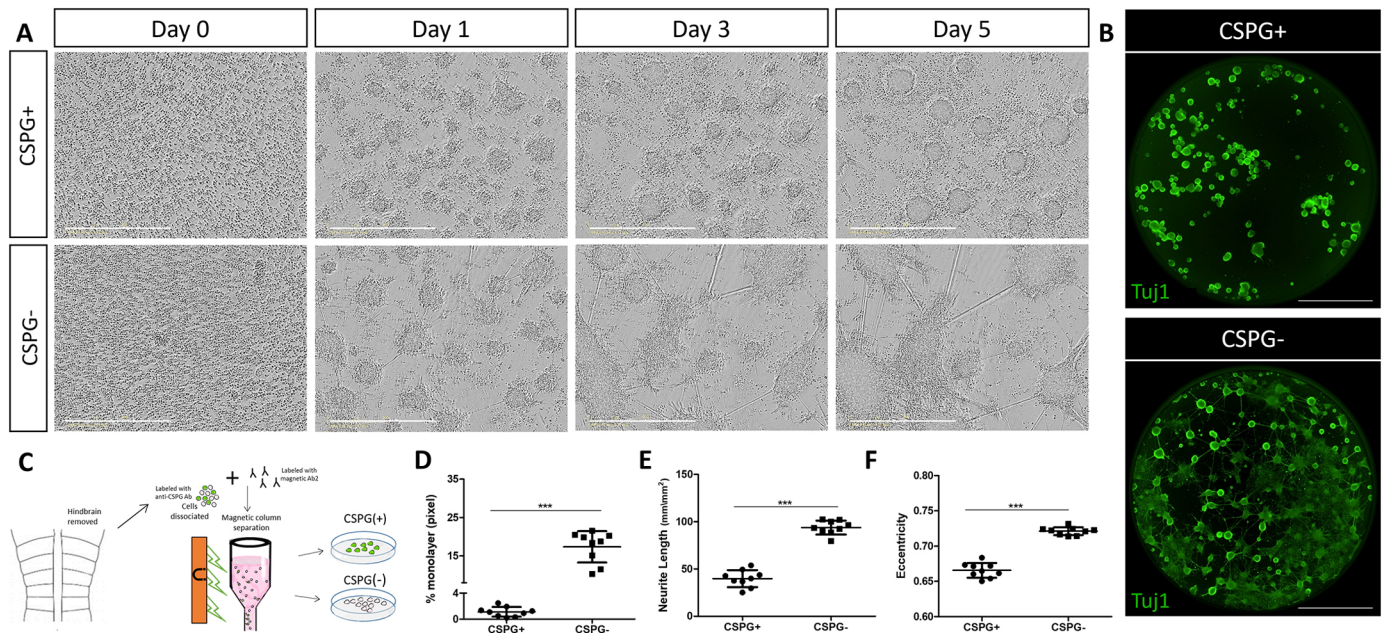 A
Day 0
Day 1
Day 3
Day 5
CSPG+
CSPG-
B
CSPG+
Tuj1
CSPG-
Tuj1
C
Hindbrain
removed
Labeled with
anti-CSPG Ab
Cells
dissociated
+
Labeled with
magnetic Ab2
Magnetic column
separation
CSPG(+)
CSPG(-)
D
% monolayer (pixel)
35
25
15
4
0
***
CSPG+
CSPG-
E
Neurite Length (mm\mm²)
150
100
50
0
***
CSPG+
CSPG-
F
Eccentricity
0.80
0.75
0.70
0.65
0.60
***
CSPG+
CSPG-